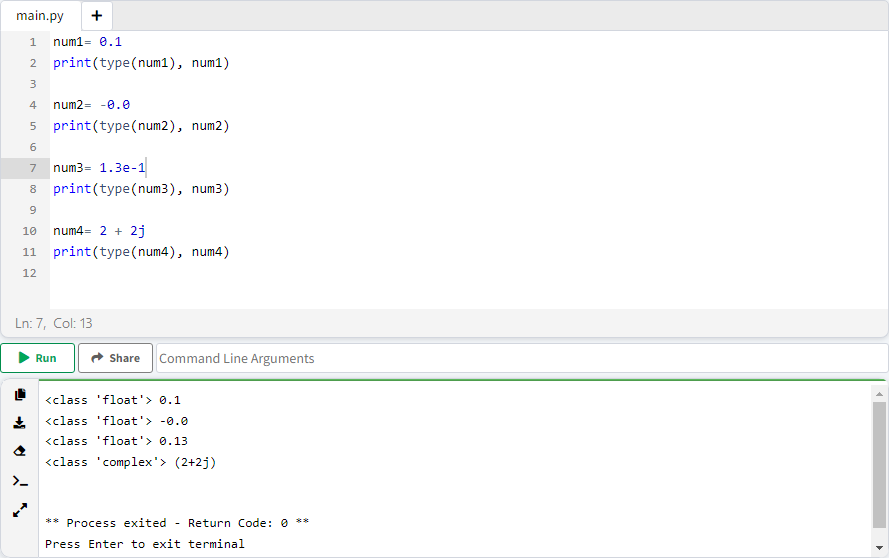 main.py +
1 num1= 0.1
2 print(type(num1), num1)
3
4 num2= -0.0
5 print(type(num2), num2)
6
7 num3= 1.3e-1
8 print(type(num3), num3)
9
10 num4= 2 + 2j
11 print(type(num4), num4)
12
Ln: 7, Col: 13
Run Share Command Line Arguments
<class 'float'> 0.1
<class 'float'> -0.0
<class 'float'> 0.13
<class 'complex'> (2+2j)
** Process exited - Return Code: 0 **
Press Enter to exit terminal